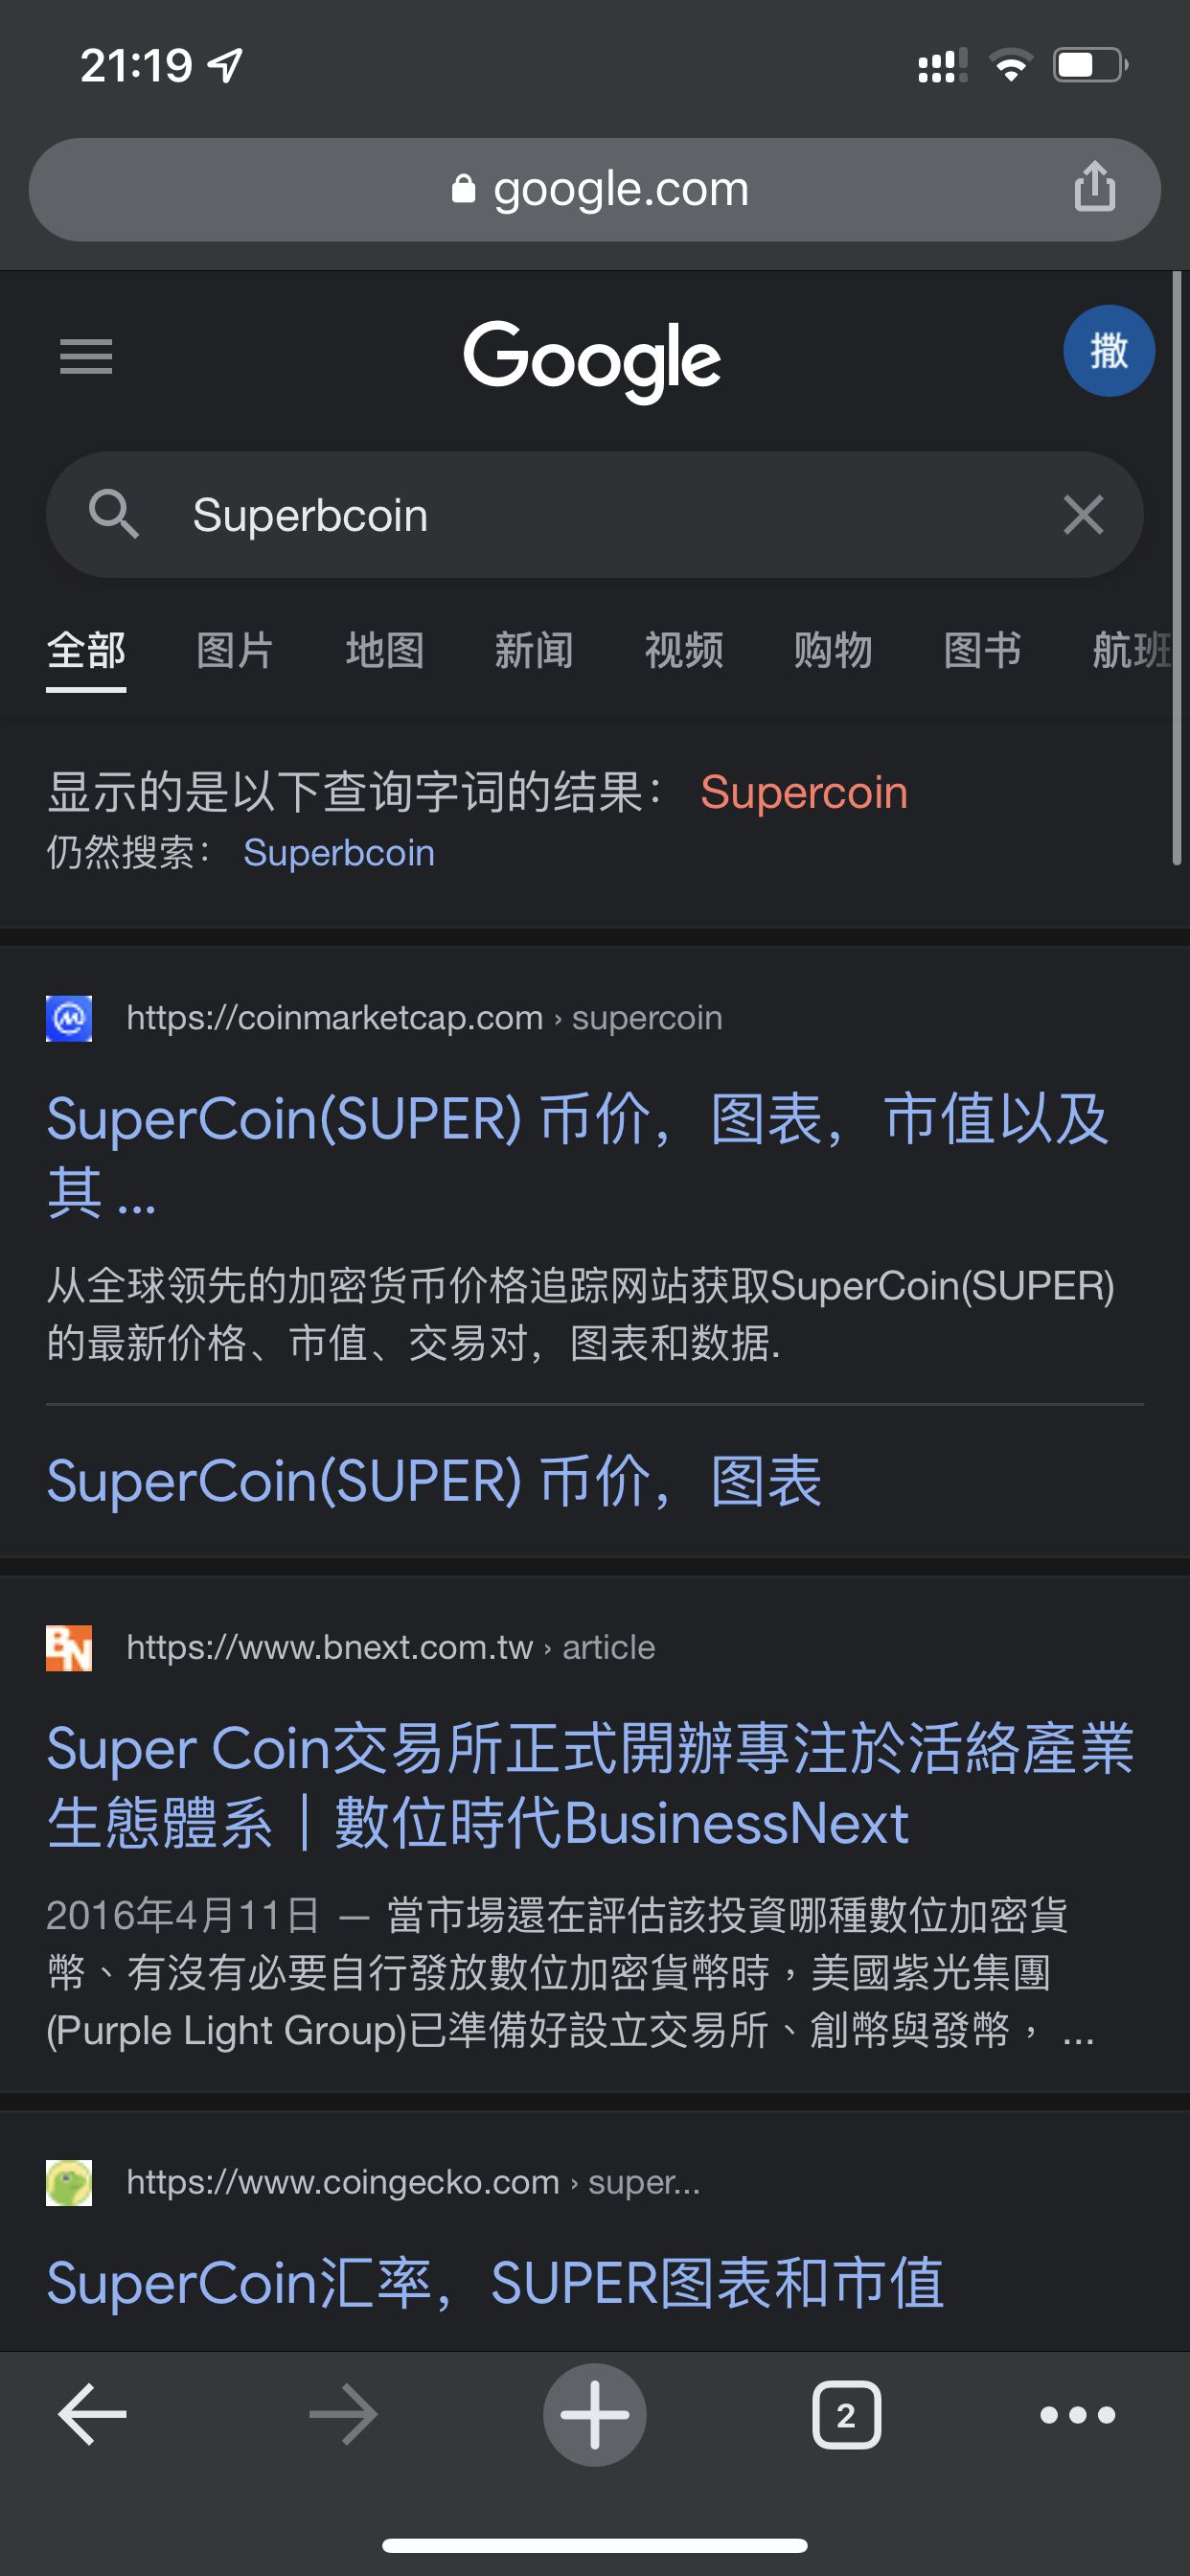 21:19
google.com
Google
撒
Superbcoin
全部 图片 地图 新闻 视频 购物 图书 航班
显示的是以下查询字词的结果： Supercoin
仍然搜索： Superbcoin
https://coinmarketcap.com › supercoin
SuperCoin(SUPER) 币价，图表，市值以及
其 ...
从全球领先的加密货币价格追踪网站获取SuperCoin(SUPER)
的最新价格、市值、交易对，图表和数据.
SuperCoin(SUPER) 币价，图表
BN
https://www.bnext.com.tw › article
Super Coin交易所正式開辦專注於活絡產業
生態體系｜數位時代BusinessNext
2016年4月11日 — 當市場還在評估該投資哪種數位加密貨
幣、有沒有必要自行發放數位加密貨幣時，美國紫光集團
(Purple Light Group)已準備好設立交易所、創幣與發幣， ...
https://www.coingecko.com › super...
SuperCoin汇率，SUPER图表和市值
2